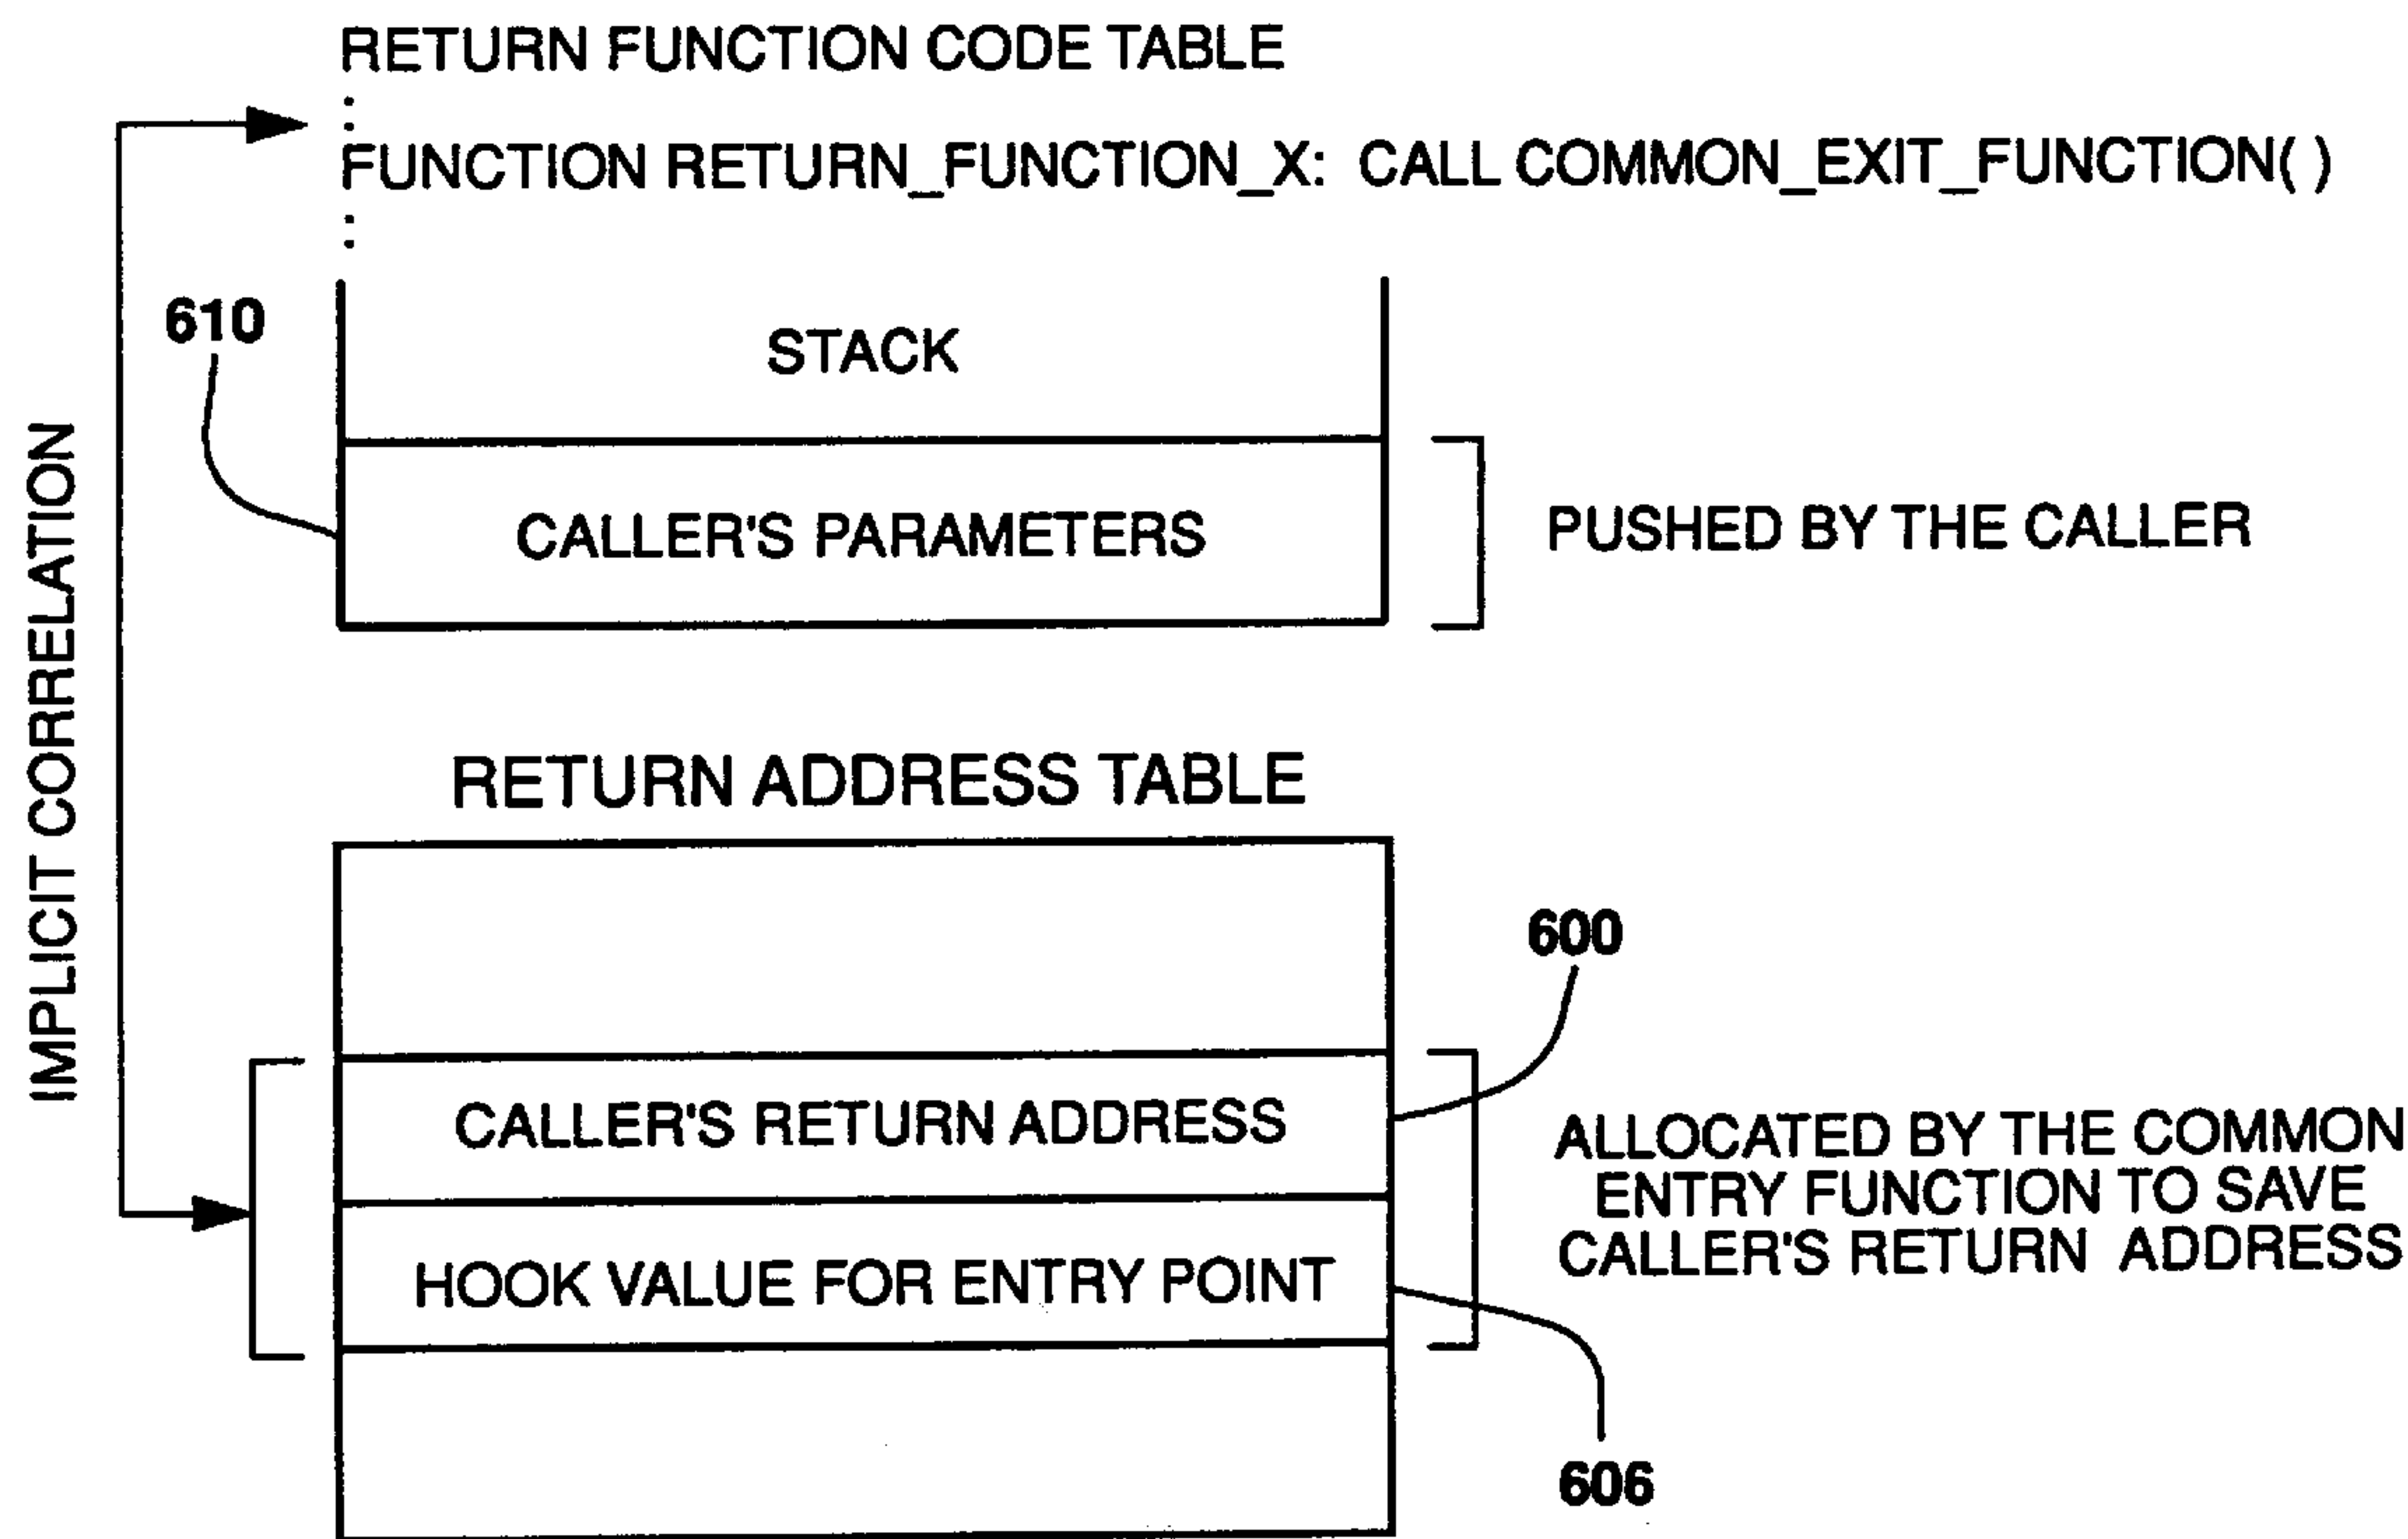 RETURN FUNCTION CODE TABLE
FUNCTION RETURN_FUNCTION_X: CALL COMMON_EXIT_FUNCTION( )
610
STACK
CALLER'S PARAMETERS
PUSHED BY THE CALLER
IMPLICIT CORRELATION
RETURN ADDRESS TABLE
600
CALLER'S RETURN ADDRESS
HOOK VALUE FOR ENTRY POINT
ALLOCATED BY THE COMMON
ENTRY FUNCTION TO SAVE
CALLER'S RETURN ADDRESS
606